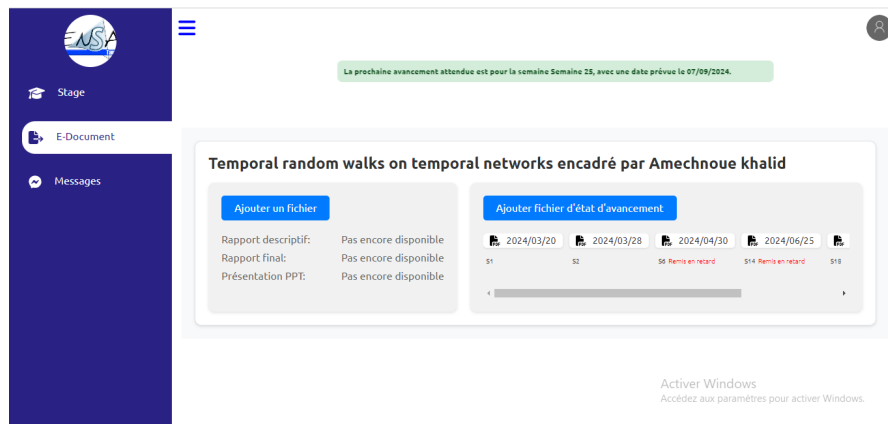 ENSA
La prochaine avancement attendue est pour la semaine Semaine 25, avec une date prévue le 07/09/2024.
Stage
E-Document
Messages
Temporal random walks on temporal networks encadré par Amechnoue khalid
Ajouter un fichier
Rapport descriptif: Pas encore disponible
Rapport final: Pas encore disponible
Présentation PPT: Pas encore disponible
Ajouter fichier d'état d'avancement
2024/03/20 2024/03/28 2024/04/30 2024/06/25
S1 S2 S6 Remis en retard S14 Remis en retard S18
Activer Windows
Accédez aux paramètres pour activer Windows.